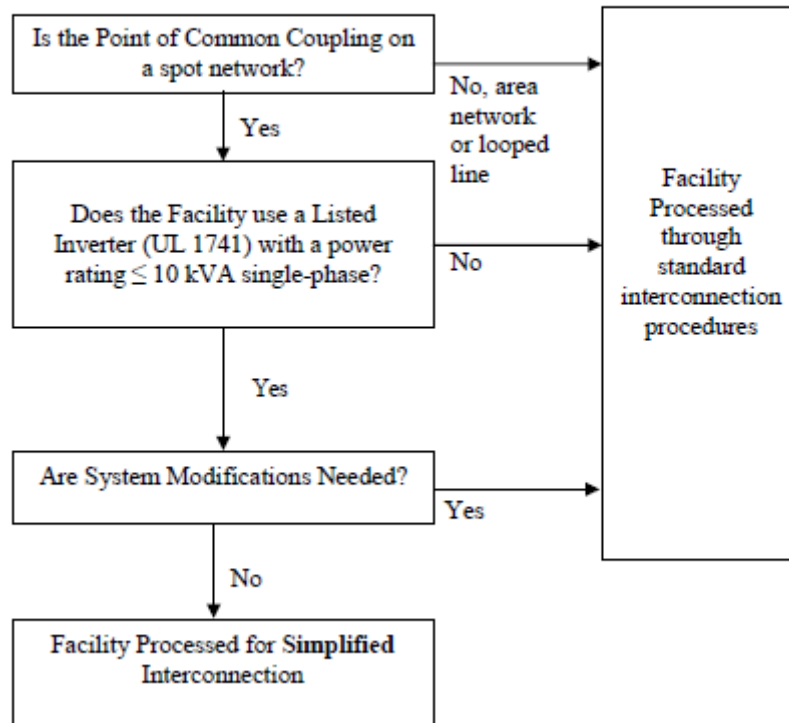 Is the Point of Common Coupling on
a spot network?
No, area
network
or looped
line
Yes
Does the Facility use a Listed
Inverter (UL 1741) with a power
rating ≤ 10 kVA single-phase?
No
Facility
Processed
through
standard
interconnection
procedures
Yes
Are System Modifications Needed?
Yes
No
Facility Processed for Simplified
Interconnection